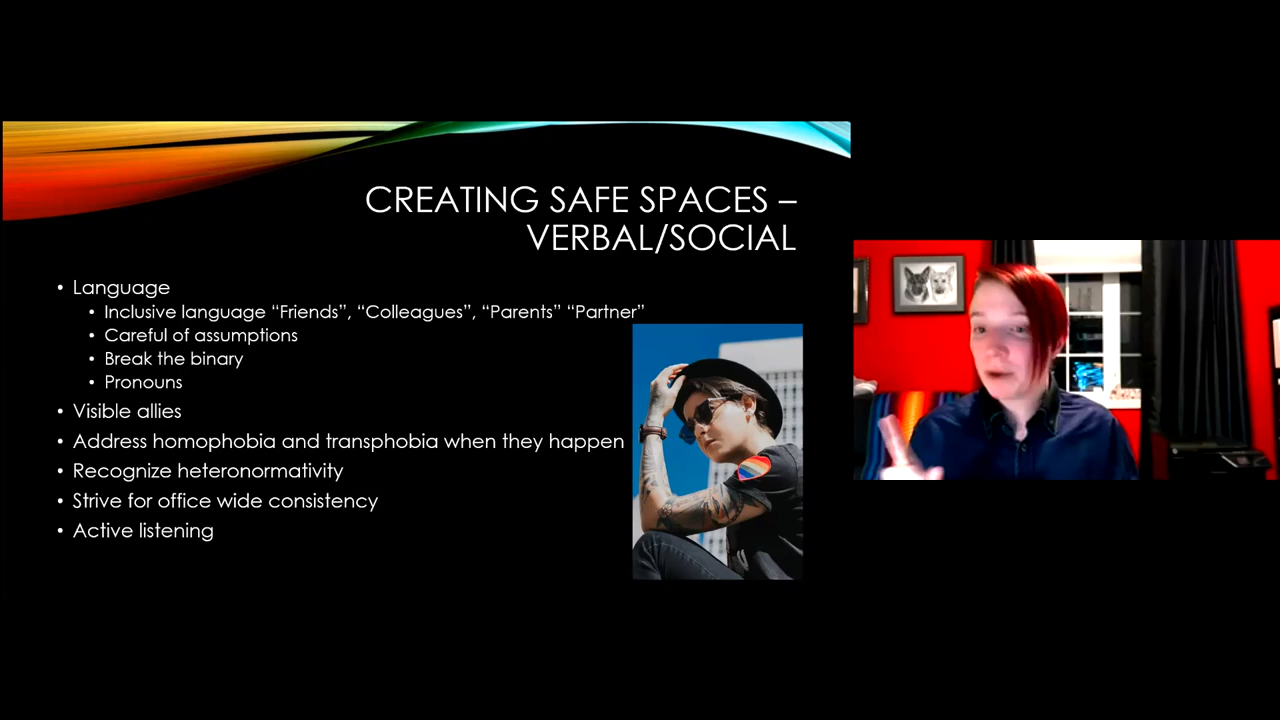 CREATING SAFE SPACES –
VERBAL/SOCIAL
• Language
• Inclusive language “Friends”, “Colleagues”, “Parents” “Partner”
• Careful of assumptions
• Break the binary
• Pronouns
• Visible allies
• Address homophobia and transphobia when they happen
• Recognize heteronormativity
• Strive for office wide consistency
• Active listening